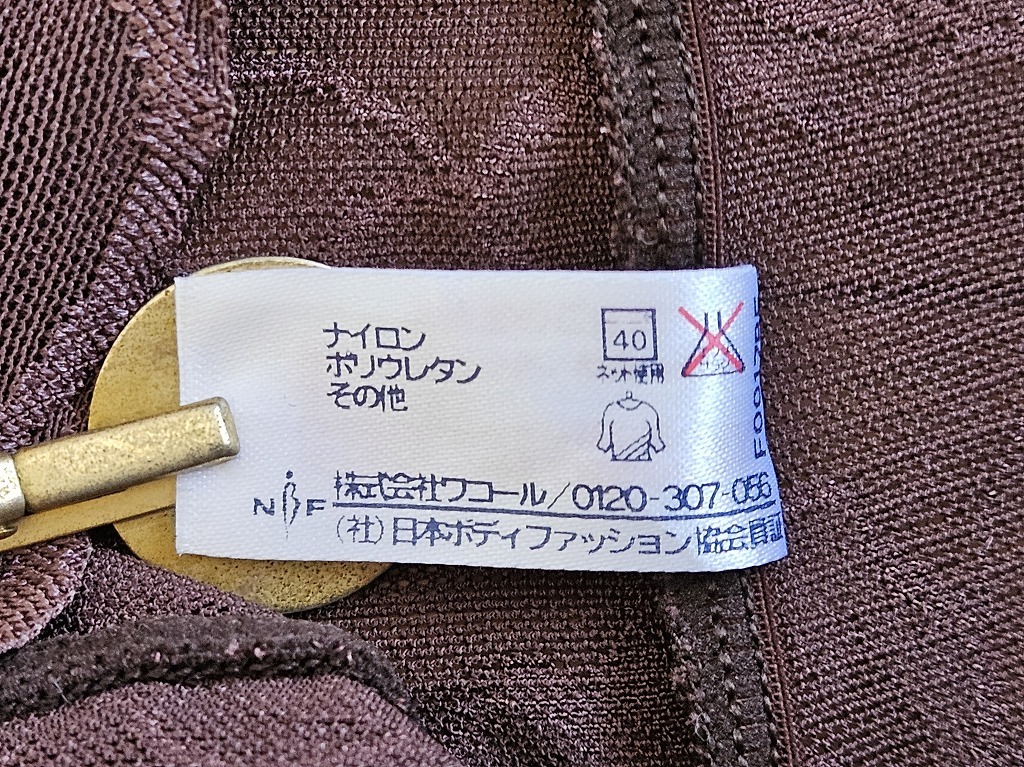 ナイロン
ポリウレタン
その他
40
ネット使用
NBF
株式会社ワコール/0120-307-056
(社)日本ボディファッション協会員証